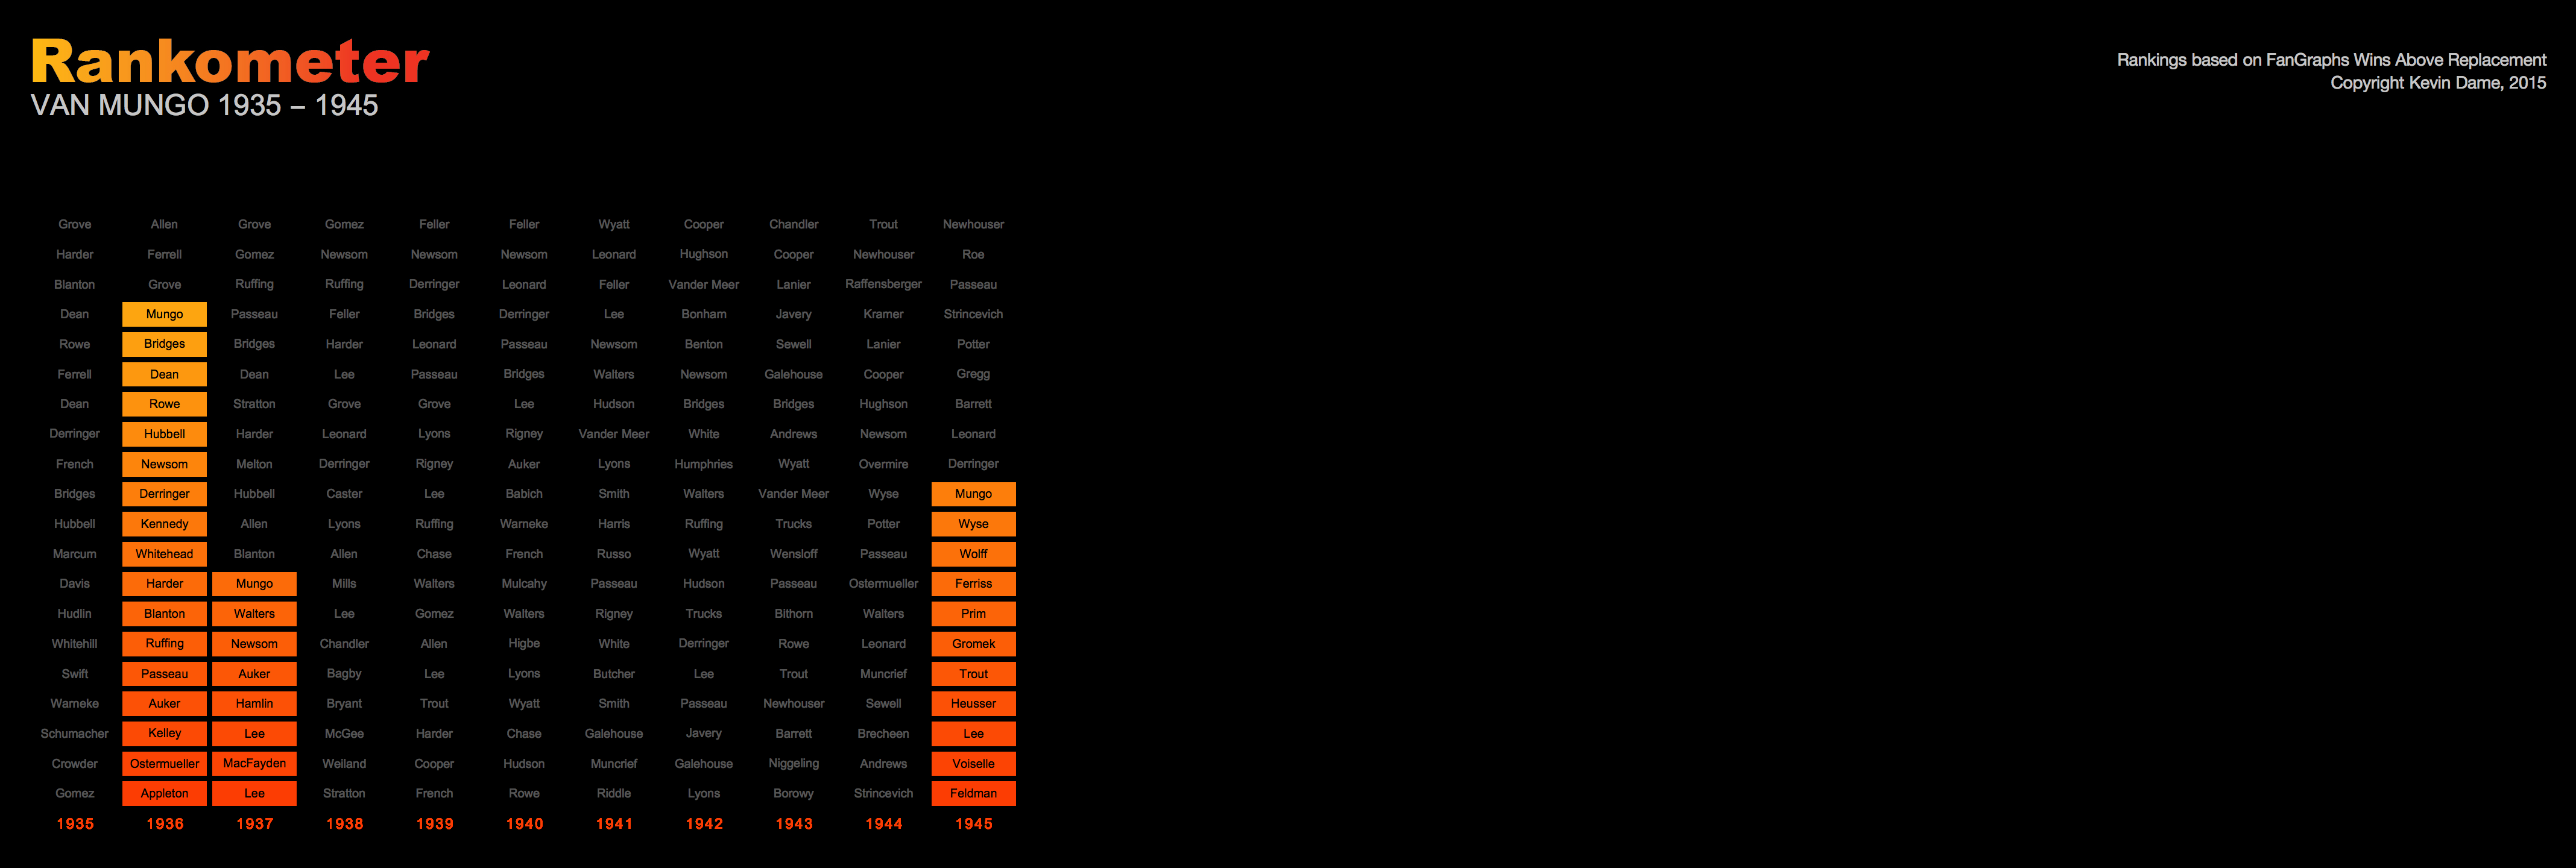 Rankometer
VAN MUNGO 1935 – 1945
Rankings based on FanGraphs Wins Above Replacement
Copyright Kevin Dame, 2015
Grove Allen Grove Gomez Feller Feller Wyatt Cooper Chandler Trout Newhouser
Harder Ferrell Gomez Newsom Newsom Newsom Leonard Hughson Cooper Newhouser Roe
Blanton Grove Ruffing Ruffing Derringer Leonard Feller Vander Meer Lanier Raffensberger Passeau
Dean Mungo Passeau Feller Bridges Derringer Lee Bonham Javery Kramer Strincevich
Rowe Bridges Bridges Harder Leonard Passeau Newsom Benton Sewell Lanier Potter
Ferrell Dean Dean Lee Passeau Bridges Walters Newsom Galehouse Cooper Gregg
Dean Rowe Stratton Grove Grove Lee Hudson Bridges Bridges Hughson Barrett
Derringer Hubbell Harder Leonard Lyons Rigney Vander Meer White Andrews Newsom Leonard
French Newsom Melton Derringer Rigney Auker Lyons Humphries Wyatt Overmire Derringer
Bridges Derringer Hubbell Caster Lee Babich Smith Walters Vander Meer Wyse Mungo
Hubbell Kennedy Allen Lyons Ruffing Warneke Harris Ruffing Trucks Potter Wyse
Marcum Whitehead Blanton Allen Chase French Russo Wyatt Wensloff Passeau Wolff
Davis Harder Mungo Mills Walters Mulcahy Passeau Hudson Passeau Ostermueller Ferriss
Hudlin Blanton Walters Lee Gomez Walters Rigney Trucks Bithorn Walters Prim
Whitehill Ruffing Newsom Chandler Allen Higbe White Derringer Rowe Leonard Gromek
Swift Passeau Auker Bagby Lee Lyons Butcher Lee Trout Muncrief Trout
Warneke Auker Hamlin Bryant Trout Wyatt Smith Passeau Newhouser Sewell Heusser
Schumacher Kelley Lee McGee Harder Chase Galehouse Javery Barrett Brecheen Lee
Crowder Ostermueller MacFayden Weiland Cooper Hudson Muncrief Galehouse Niggeling Andrews Voiselle
Gomez Appleton Lee Stratton French Rowe Riddle Lyons Borowy Strincevich Feldman
1935 1936 1937 1938 1939 1940 1941 1942 1943 1944 1945